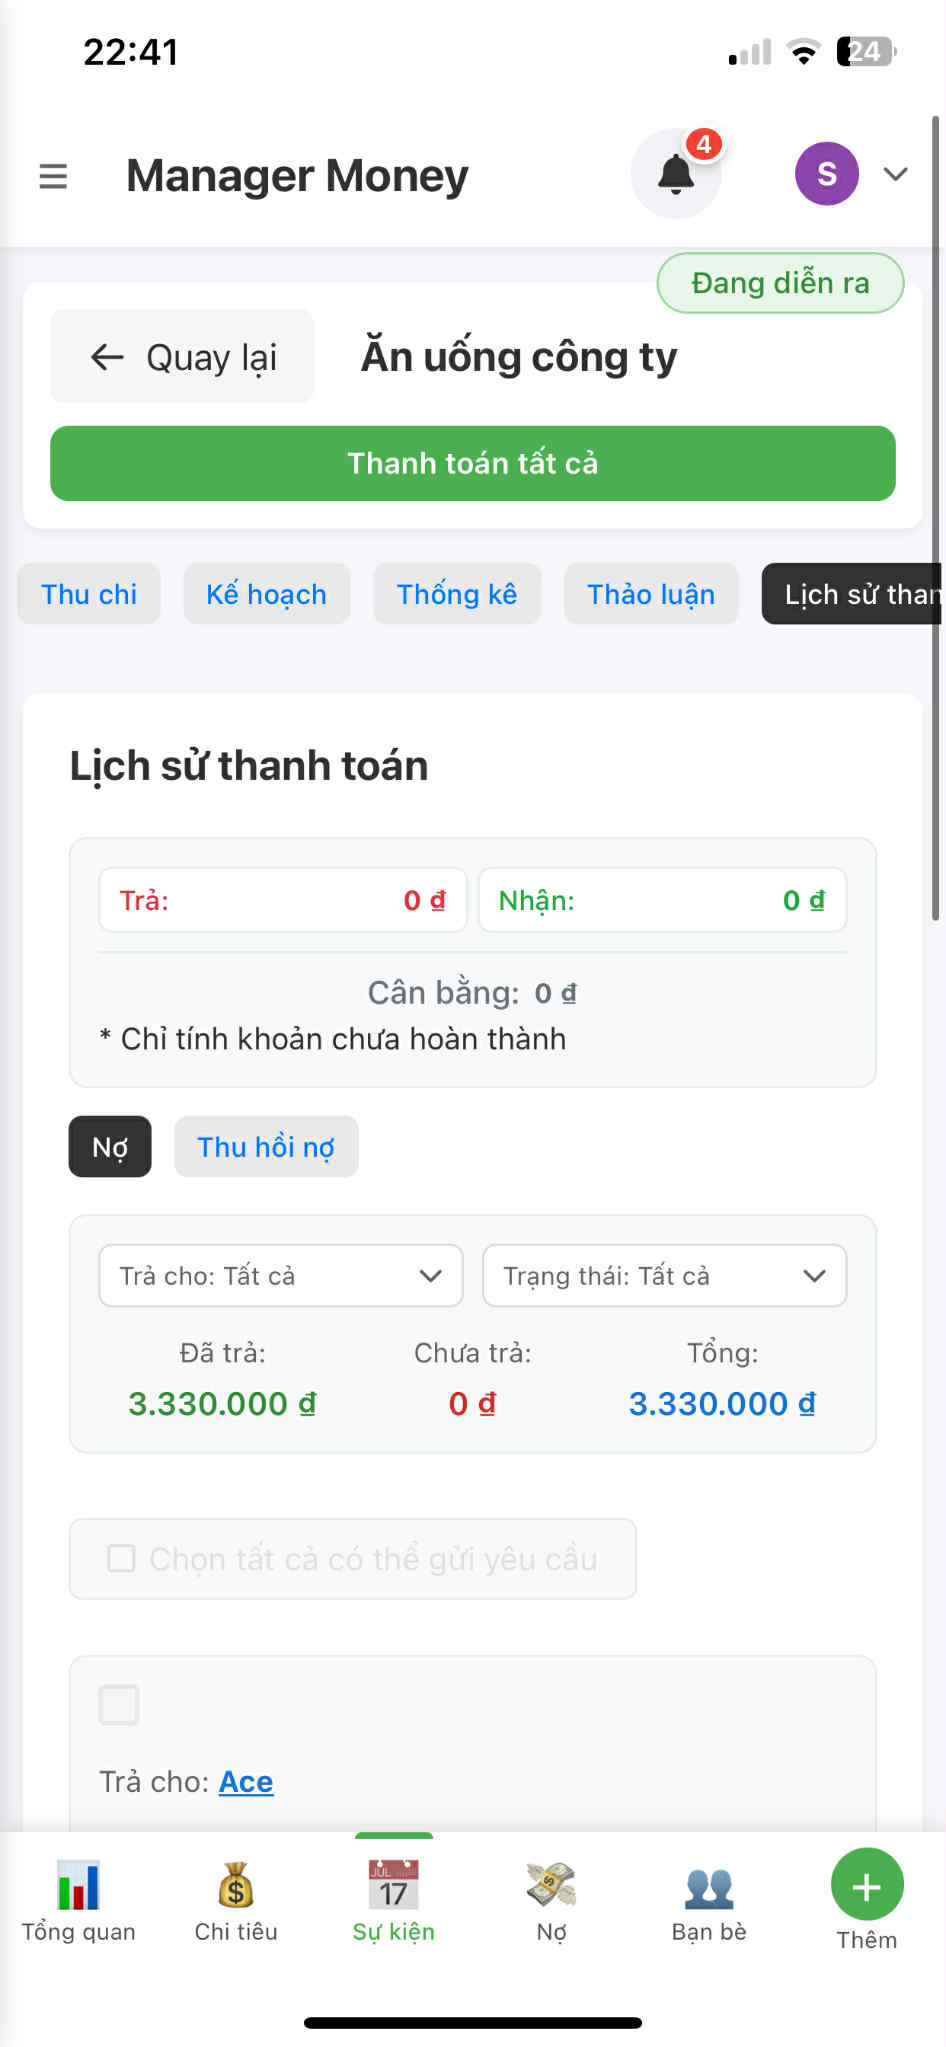 22:41
24
Manager Money
4
S
Đang diễn ra
← Quay lại
Ăn uống công ty
Thanh toán tất cả
Thu chi
Kế hoạch
Thống kê
Thảo luận
Lịch sử than
Lịch sử thanh toán
Trả: 0 ₫
Nhận: 0 ₫
Cân bằng: 0 ₫
* Chỉ tính khoản chưa hoàn thành
Nợ
Thu hồi nợ
Trả cho: Tất cả
Trạng thái: Tất cả
Đã trả: Chưa trả: Tổng:
3.330.000 ₫ 0 ₫ 3.330.000 ₫
Chọn tất cả có thể gửi yêu cầu
Trả cho: Ace
$
JUL
17
$
Tổng quan
Chi tiêu
Sự kiện
Nợ
Bạn bè
Thêm